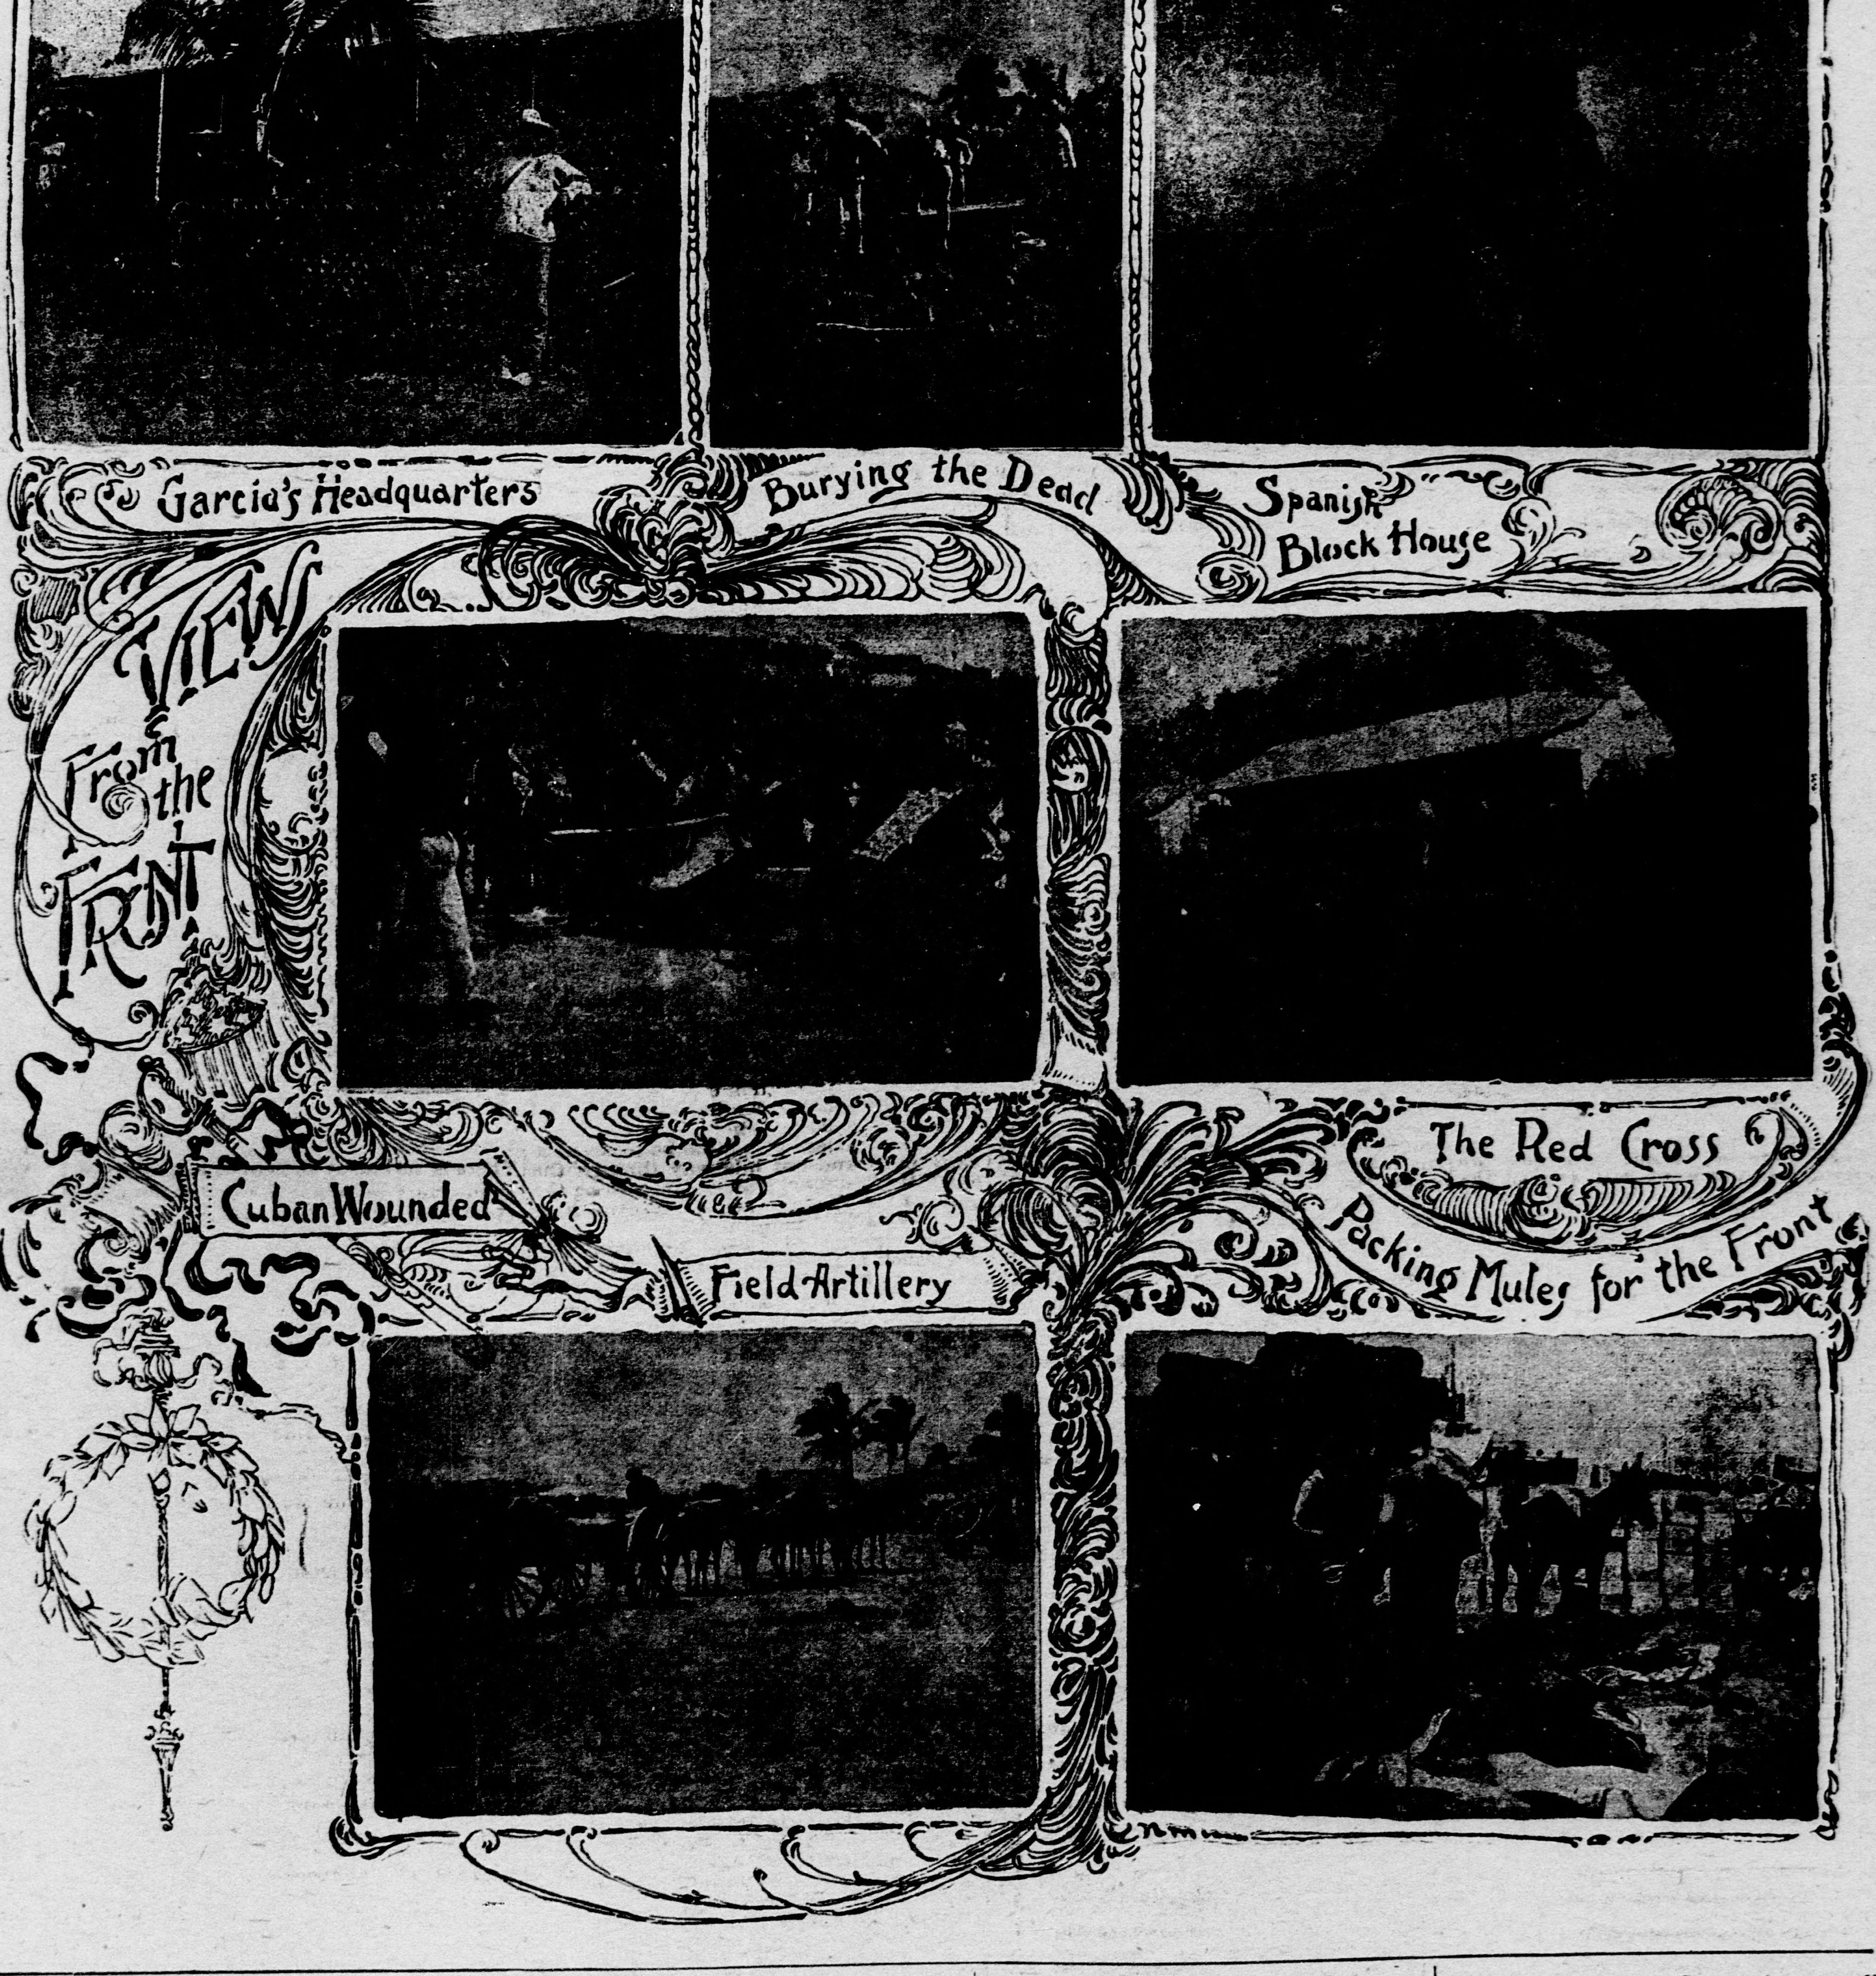 Garcia's Headquarters
Burying the Dead
Spanish
Block House
VIEWS
From
the
FRONT.
Cuban Wounded
Field Artillery
The Red Cross
Packing Mules for the Front